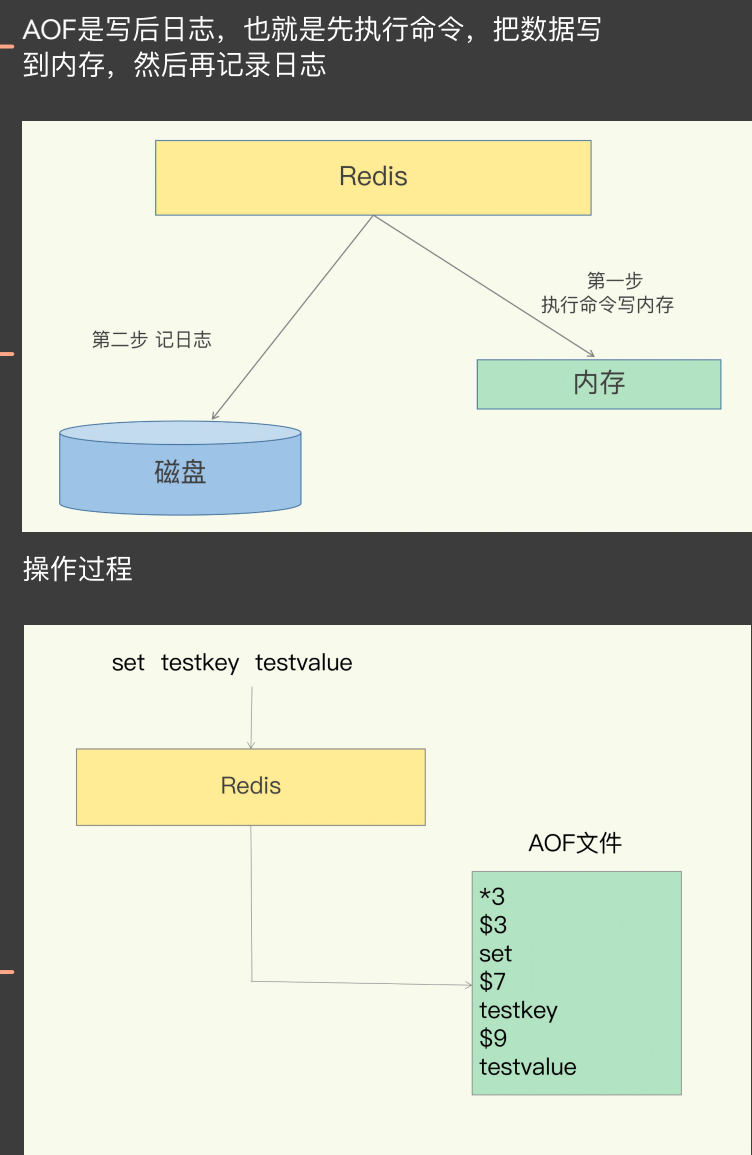 AOF是写后日志，也就是先执行命令，把数据写
到内存，然后再记录日志
Redis
第一步
执行命令写内存
第二步 记日志
内存
磁盘
操作过程
set testkey testvalue
Redis
AOF文件
*3
$3
set
$7
testkey
$9
testvalue